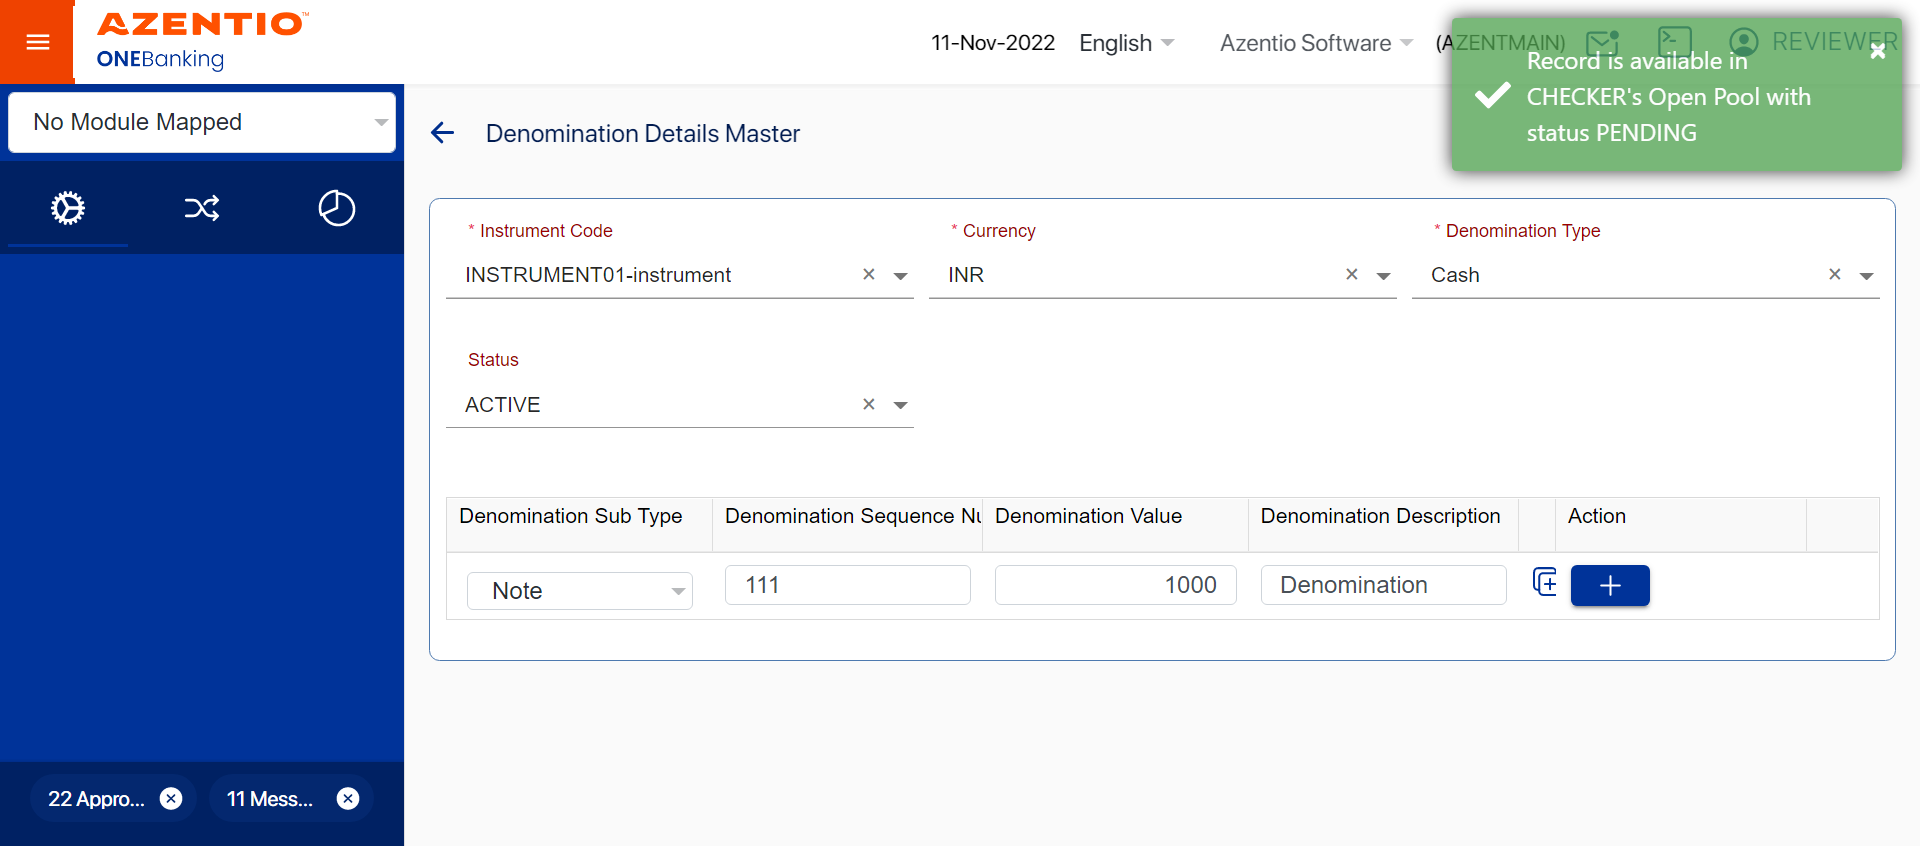 AZENTIO™
ONEBanking
11-Nov-2022
English
Azentio Software
(AZENTMAIN)
REVIEWER
Record is available in
CHECKER's Open Pool with
status PENDING
No Module Mapped
Denomination Details Master
* Instrument Code
* Currency
* Denomination Type
INSTRUMENT01-instrument
INR
Cash
Status
ACTIVE
Denomination Sub Type
Denomination Sequence Nu
Denomination Value
Denomination Description
Action
Note
111
1000
Denomination
22 Appro...
11 Mess...